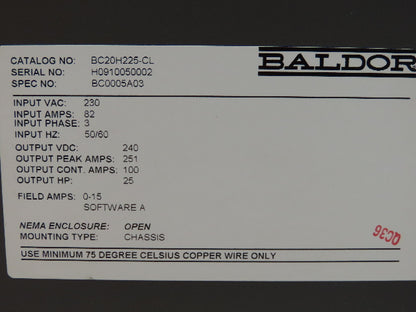 CATALOG NO: BC20H225-CL
SERIAL NO: H0910050002
SPEC NO: BC0005A03
BALDOR
INPUT VAC: 230
INPUT AMPS: 82
INPUT PHASE: 3
INPUT HZ: 50/60
OUTPUT VDC: 240
OUTPUT PEAK AMPS: 251
OUTPUT CONT. AMPS: 100
OUTPUT HP: 25
FIELD AMPS: 0-15
SOFTWARE A
NEMA ENCLOSURE: OPEN
MOUNTING TYPE: CHASSIS
QC36
USE MINIMUM 75 DEGREE CELSIUS COPPER WIRE ONLY